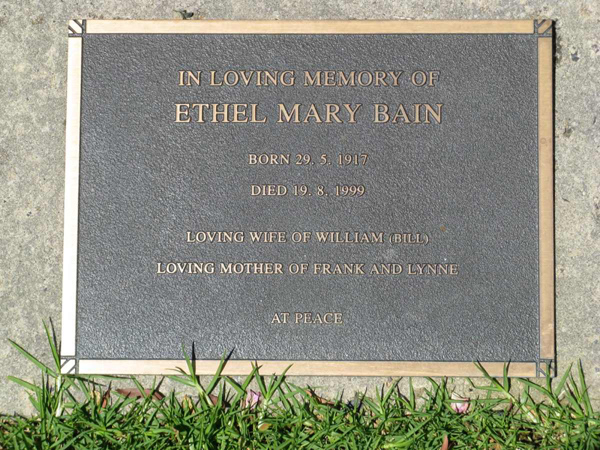 IN LOVING MEMORY OF
ETHEL MARY BAIN
BORN 29. 5. 1917
DIED 19. 8. 1999
LOVING WIFE OF WILLIAM (BILL)
LOVING MOTHER OF FRANK AND LYNNE
AT PEACE